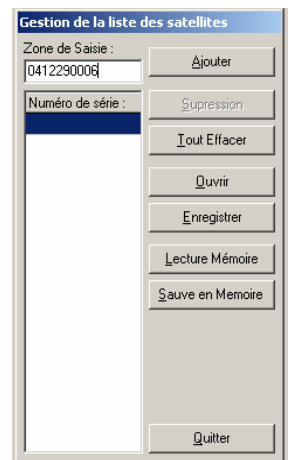 Gestion de la liste des satellites
Zone de Saisie :
0412290006
Ajouter
Numéro de série :
Supression
Tout Effacer
Ouvrir
Enregistrer
Lecture Mémoire
Sauve en Memoire
Quitter